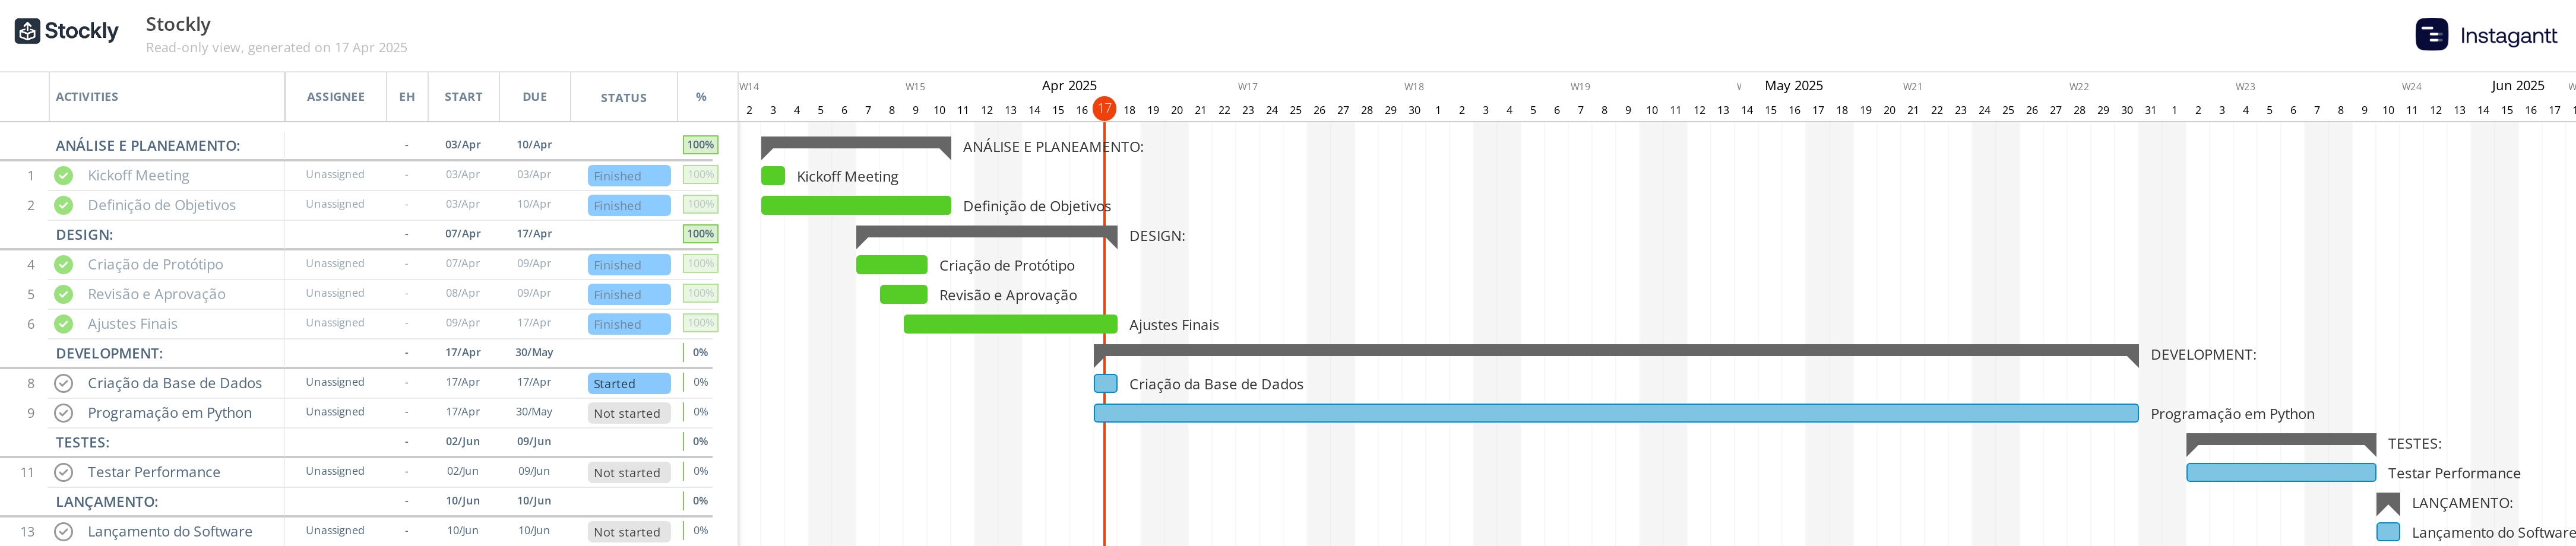 Stockly
Stockly
Read-only view, generated on 17 Apr 2025
Instagantt
W14 W15 Apr 2025 W17 W18 W19 May 2025 W21 W22 W23 W24 Jun 2025
ACTIVITIES ASSIGNEE EH START DUE STATUS %
2 3 4 5 6 7 8 9 10 11 12 13 14 15 16 17 18 19 20 21 22 23 24 25 26 27 28 29 30 1 2 3 4 5 6 7 8 9 10 11 12 13 14 15 16 17 18 19 20 21 22 23 24 25 26 27 28 29 30 31 1 2 3 4 5 6 7 8 9 10 11 12 13 14 15 16 17
ANÁLISE E PLANEAMENTO: - 03/Apr 10/Apr 100% ANÁLISE E PLANEAMENTO:
1 Kickoff Meeting Unassigned - 03/Apr 03/Apr Finished 100% Kickoff Meeting
2 Definição de Objetivos Unassigned - 03/Apr 10/Apr Finished 100% Definição de Objetivos
DESIGN: - 07/Apr 17/Apr 100% DESIGN:
4 Criação de Protótipo Unassigned - 07/Apr 09/Apr Finished 100% Criação de Protótipo
5 Revisão e Aprovação Unassigned - 08/Apr 09/Apr Finished 100% Revisão e Aprovação
6 Ajustes Finais Unassigned - 09/Apr 17/Apr Finished 100% Ajustes Finais
DEVELOPMENT: - 17/Apr 30/May 0% DEVELOPMENT:
8 Criação da Base de Dados Unassigned - 17/Apr 17/Apr Started 0% Criação da Base de Dados
9 Programação em Python Unassigned - 17/Apr 30/May Not started 0% Programação em Python
TESTES: - 02/Jun 09/Jun 0% TESTES:
11 Testar Performance Unassigned - 02/Jun 09/Jun Not started 0% Testar Performance
LANÇAMENTO: - 10/Jun 10/Jun 0% LANÇAMENTO:
13 Lançamento do Software Unassigned - 10/Jun 10/Jun Not started 0% Lançamento do Software